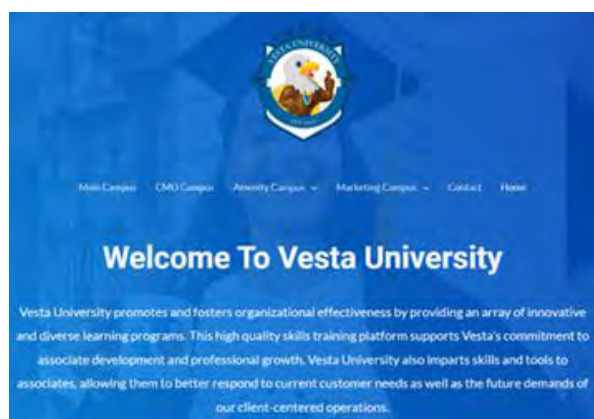 VESTA UNIVERSITY
Main Campus CMO Campus Amenity Campus Marketing Campus Contact Home
Welcome To Vesta University
Vesta University promotes and fosters organizational effectiveness by providing an array of innovative
and diverse learning programs. This high quality skills training platform supports Vesta's commitment to
associate development and professional growth. Vesta University also imparts skills and tools to
associates, allowing them to better respond to current customer needs as well as the future demands of
our client-centered operations.